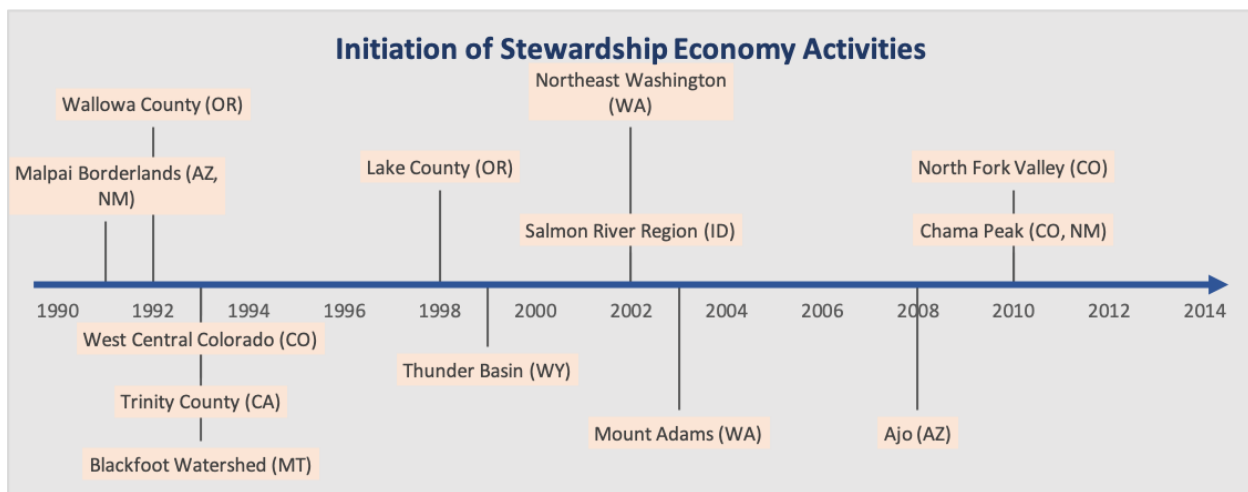 Initiation of Stewardship Economy Activities
Northeast Washington
(WA)
Wallowa County (OR)
Malpai Borderlands (AZ,
NM)
Lake County (OR)
North Fork Valley (CO)
Salmon River Region (ID)
Chama Peak (CO, NM)
1990 1992 1994 1996 1998 2000 2002 2004 2006 2008 2010 2012 2014
West Central Colorado (CO)
Thunder Basin (WY)
Trinity County (CA)
Mount Adams (WA)
Ajo (AZ)
Blackfoot Watershed (MT)